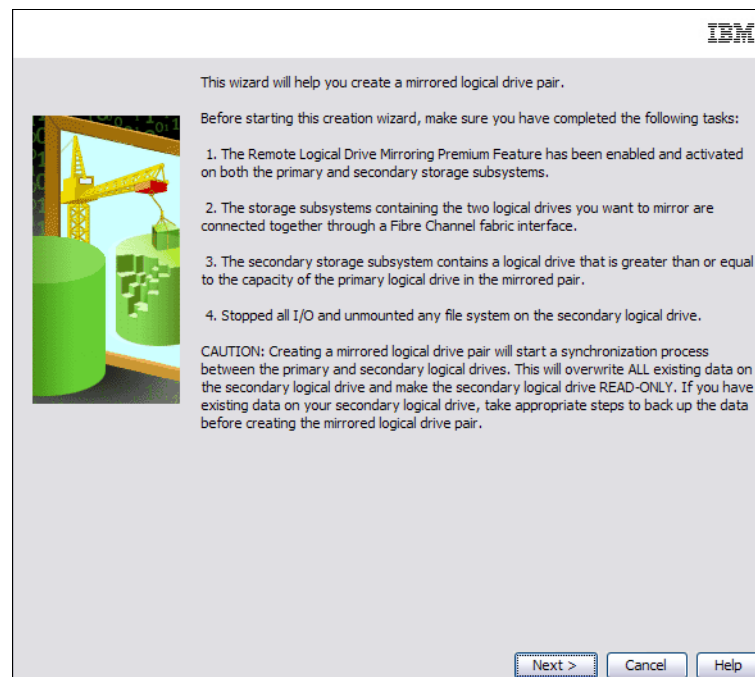 IBM
This wizard will help you create a mirrored logical drive pair.
Before starting this creation wizard, make sure you have completed the following tasks:
1. The Remote Logical Drive Mirroring Premium Feature has been enabled and activated
on both the primary and secondary storage subsystems.
2. The storage subsystems containing the two logical drives you want to mirror are
connected together through a Fibre Channel fabric interface.
3. The secondary storage subsystem contains a logical drive that is greater than or equal
to the capacity of the primary logical drive in the mirrored pair.
4. Stopped all I/O and unmounted any file system on the secondary logical drive.
CAUTION: Creating a mirrored logical drive pair will start a synchronization process
between the primary and secondary logical drives. This will overwrite ALL existing data on
the secondary logical drive and make the secondary logical drive READ-ONLY. If you have
existing data on your secondary logical drive, take appropriate steps to back up the data
before creating the mirrored logical drive pair.
Next >
Cancel
Help